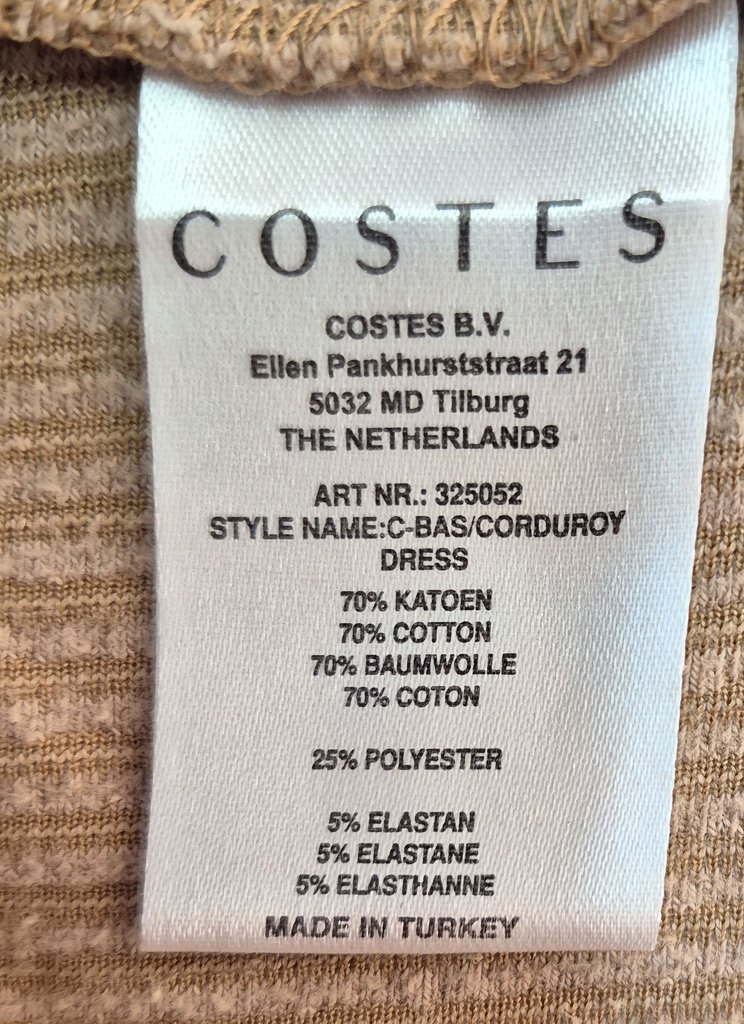 COSTES
COSTES B.V.
Ellen Pankhurststraat 21
5032 MD Tilburg
THE NETHERLANDS
ART NR.: 325052
STYLE NAME:C-BAS/CORDUROY
DRESS
70% KATOEN
70% COTTON
70% BAUMWOLLE
70% COTON
25% POLYESTER
5% ELASTAN
5% ELASTANE
5% ELASTHANNE
MADE IN TURKEY